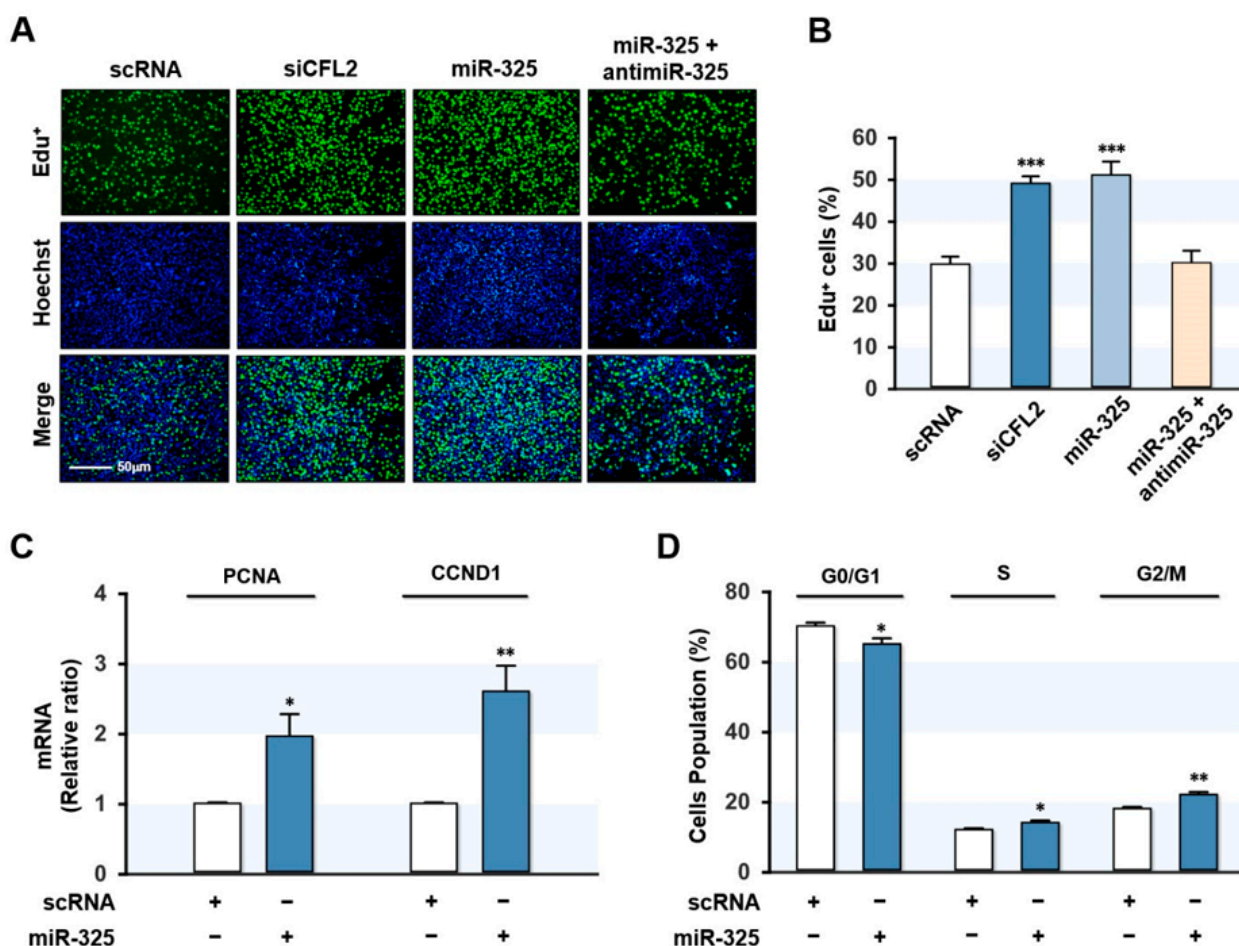 A
scRNA
siCFL2
miR-325
miR-325 +
antimiR-325
Edu⁺
Hoechst
Merge
50μm
B
Edu⁺ cells (%)
60
50
40
30
20
10
0
***
***
scRNA
siCFL2
miR-325
miR-325 +
antimiR-325
C
mRNA
(Relative ratio)
PCNA
CCND1
4
3
2
1
0
*
**
scRNA + – + –
miR-325 – + – +
D
Cells Population (%)
G0/G1
S
G2/M
80
60
40
20
0
*
*
**
scRNA + – + – + –
miR-325 – + – + – +